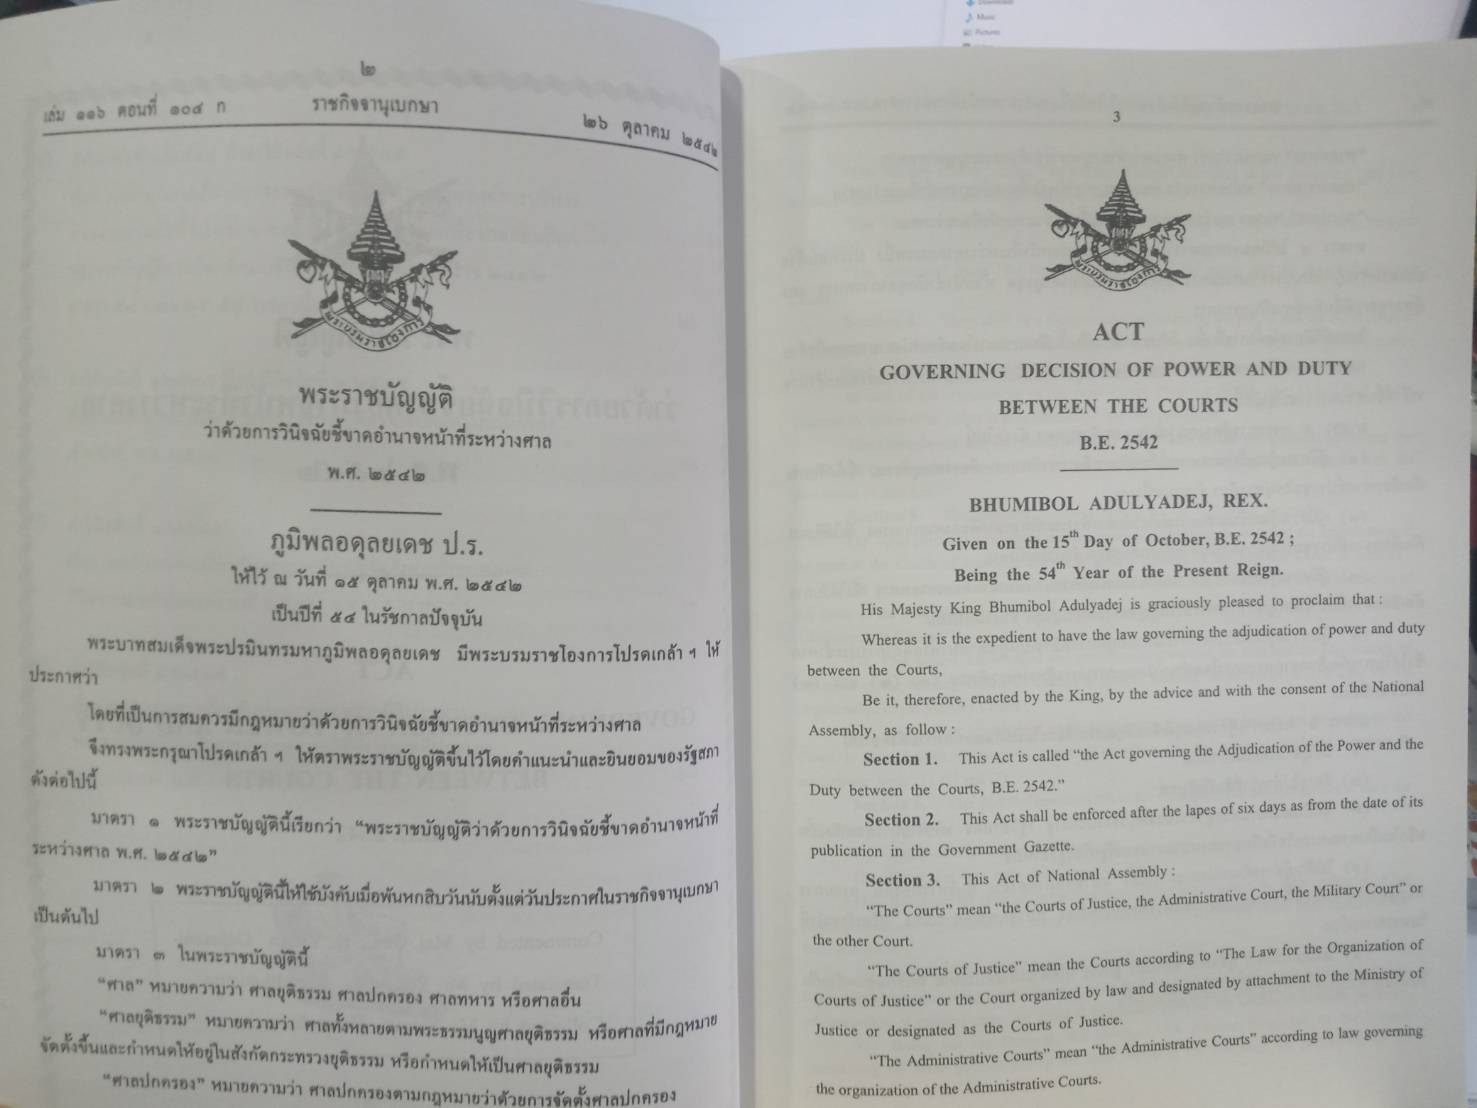 Downloads
Music
Pictures
๒
เล่ม ๑๑๖ ตอนที่ ๑๐๔ ก ราชกิจจานุเบกษา ๒๖ ตุลาคม ๒๕๔๒
พระบรมราชโองการ
พระราชบัญญัติ
ว่าด้วยการวินิจฉัยชี้ขาดอำนาจหน้าที่ระหว่างศาล
พ.ศ. ๒๕๔๒
ภูมิพลอดุลยเดช ป.ร.
ให้ไว้ ณ วันที่ ๑๕ ตุลาคม พ.ศ. ๒๕๔๒
เป็นปีที่ ๕๔ ในรัชกาลปัจจุบัน
พระบาทสมเด็จพระปรมินทรมหาภูมิพลอดุลยเดช มีพระบรมราชโองการโปรดเกล้า ฯ ให้
ประกาศว่า
โดยที่เป็นการสมควรมีกฎหมายว่าด้วยการวินิจฉัยชี้ขาดอำนาจหน้าที่ระหว่างศาล
จึงทรงพระกรุณาโปรดเกล้า ฯ ให้ตราพระราชบัญญัติขึ้นไว้โดยคำแนะนำและยินยอมของรัฐสภา
ดังต่อไปนี้
มาตรา ๑ พระราชบัญญัตินี้เรียกว่า “พระราชบัญญัติว่าด้วยการวินิจฉัยชี้ขาดอำนาจหน้าที่
ระหว่างศาล พ.ศ. ๒๕๔๒”
มาตรา ๒ พระราชบัญญัตินี้ให้ใช้บังคับเมื่อพ้นหกสิบวันนับตั้งแต่วันประกาศในราชกิจจานุเบกษา
เป็นต้นไป
มาตรา ๓ ในพระราชบัญญัตินี้
“ศาล” หมายความว่า ศาลยุติธรรม ศาลปกครอง ศาลทหาร หรือศาลอื่น
“ศาลยุติธรรม” หมายความว่า ศาลทั้งหลายตามพระธรรมนูญศาลยุติธรรม หรือศาลที่มีกฎหมาย
จัดตั้งขึ้นและกำหนดให้อยู่ในสังกัดกระทรวงยุติธรรม หรือกำหนดให้เป็นศาลยุติธรรม
“ศาลปกครอง” หมายความว่า ศาลปกครองตามกฎหมายว่าด้วยการจัดตั้งศาลปกครอง
3
พระบรมราชโองการ
ACT
GOVERNING DECISION OF POWER AND DUTY
BETWEEN THE COURTS
B.E. 2542
BHUMIBOL ADULYADEJ, REX.
Given on the 15th Day of October, B.E. 2542 ;
Being the 54th Year of the Present Reign.
His Majesty King Bhumibol Adulyadej is graciously pleased to proclaim that :
Whereas it is the expedient to have the law governing the adjudication of power and duty
between the Courts,
Be it, therefore, enacted by the King, by the advice and with the consent of the National
Assembly, as follow :
Section 1. This Act is called “the Act governing the Adjudication of the Power and the
Duty between the Courts, B.E. 2542.”
Section 2. This Act shall be enforced after the lapes of six days as from the date of its
publication in the Government Gazette.
Section 3. This Act of National Assembly :
“The Courts” mean “the Courts of Justice, the Administrative Court, the Military Court” or
the other Court.
“The Courts of Justice” mean the Courts according to “The Law for the Organization of
Courts of Justice” or the Court organized by law and designated by attachment to the Ministry of
Justice or designated as the Courts of Justice.
“The Administrative Courts” mean “the Administrative Courts” according to law governing
the organization of the Administrative Courts.